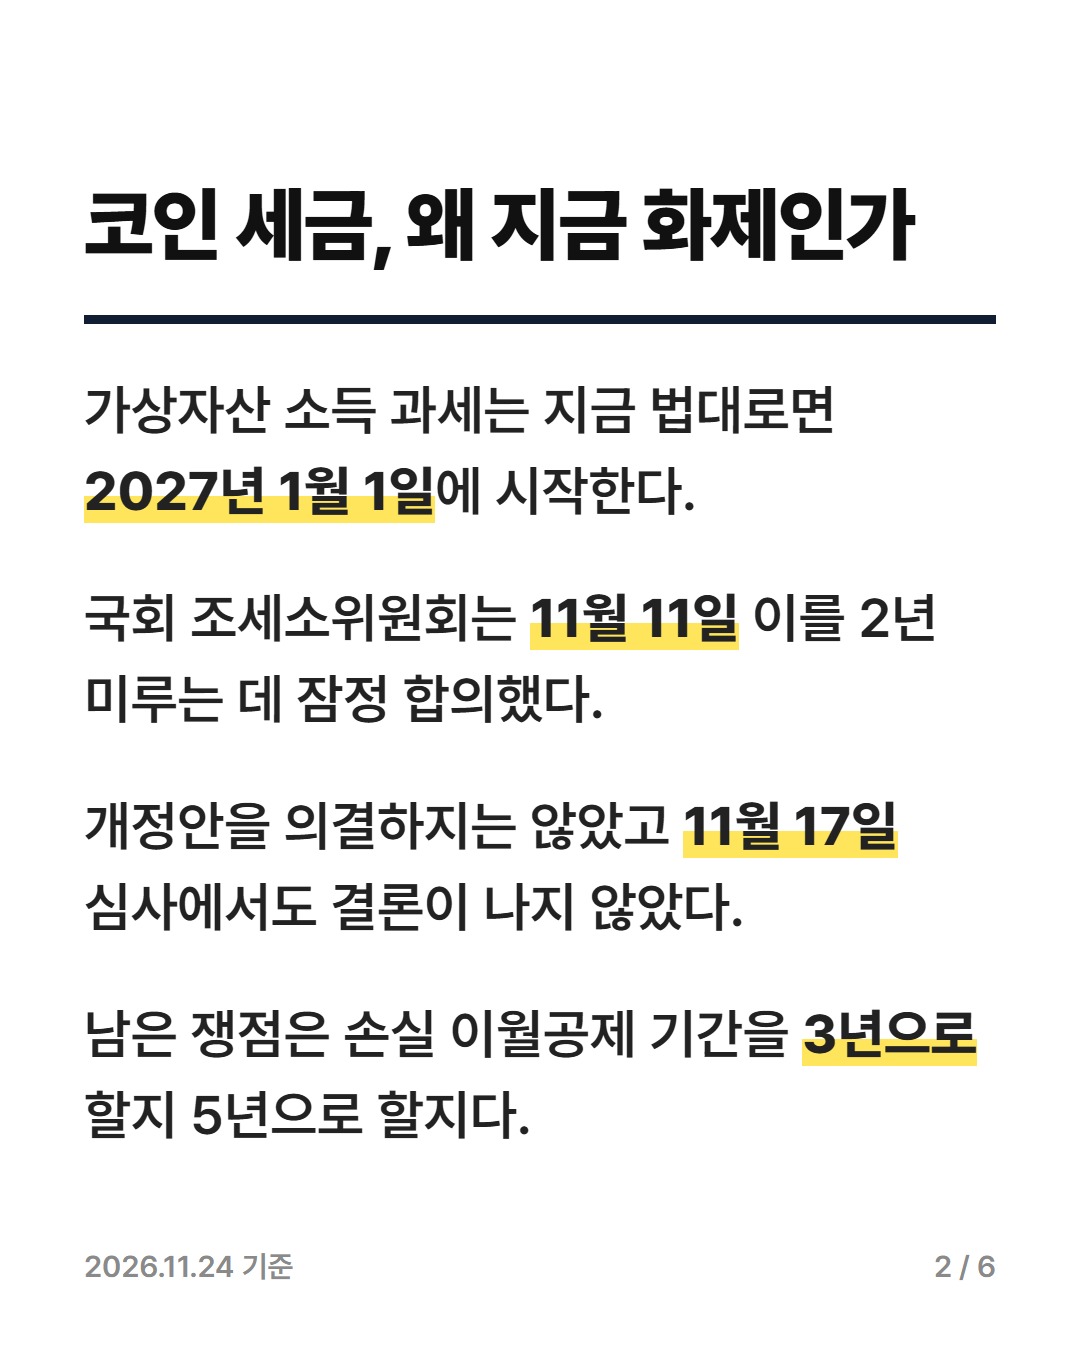 코인 세금, 왜 지금 화제인가
가상자산 소득 과세는 지금 법대로면
2027년 1월 1일에 시작한다.
국회 조세소위원회는 11월 11일 이를 2년
미루는 데 잠정 합의했다.
개정안을 의결하지는 않았고 11월 17일
심사에서도 결론이 나지 않았다.
남은 쟁점은 손실 이월공제 기간을 3년으로
할지 5년으로 할지다.
2026.11.24 기준
2 / 6